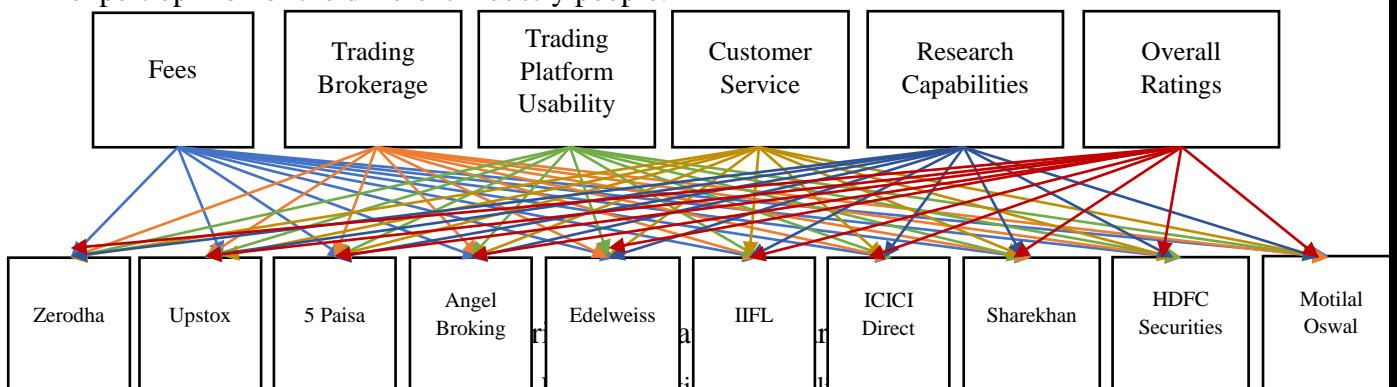 Fees
Trading
Brokerage
Trading
Platform
Usability
Customer
Service
Research
Capabilities
Overall
Ratings
Zerodha
Upstox
5 Paisa
Angel
Broking
Edelweiss
IIFL
ICICI
Direct
Sharekhan
HDFC
Securities
Motilal
Oswal